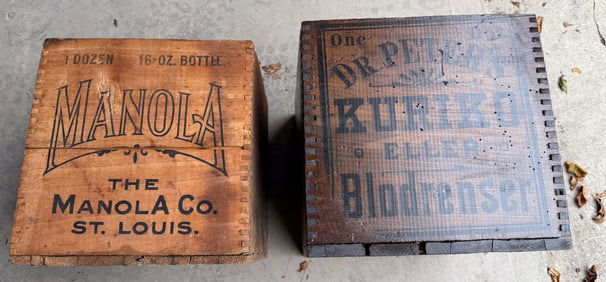 1 DOZEN 16-OZ. BOTTLE
MANOLA
THE
MANOLA CO.
ST. LOUIS.
One
DR. PETER'S
KURIKO
ELLER
Blodrenser